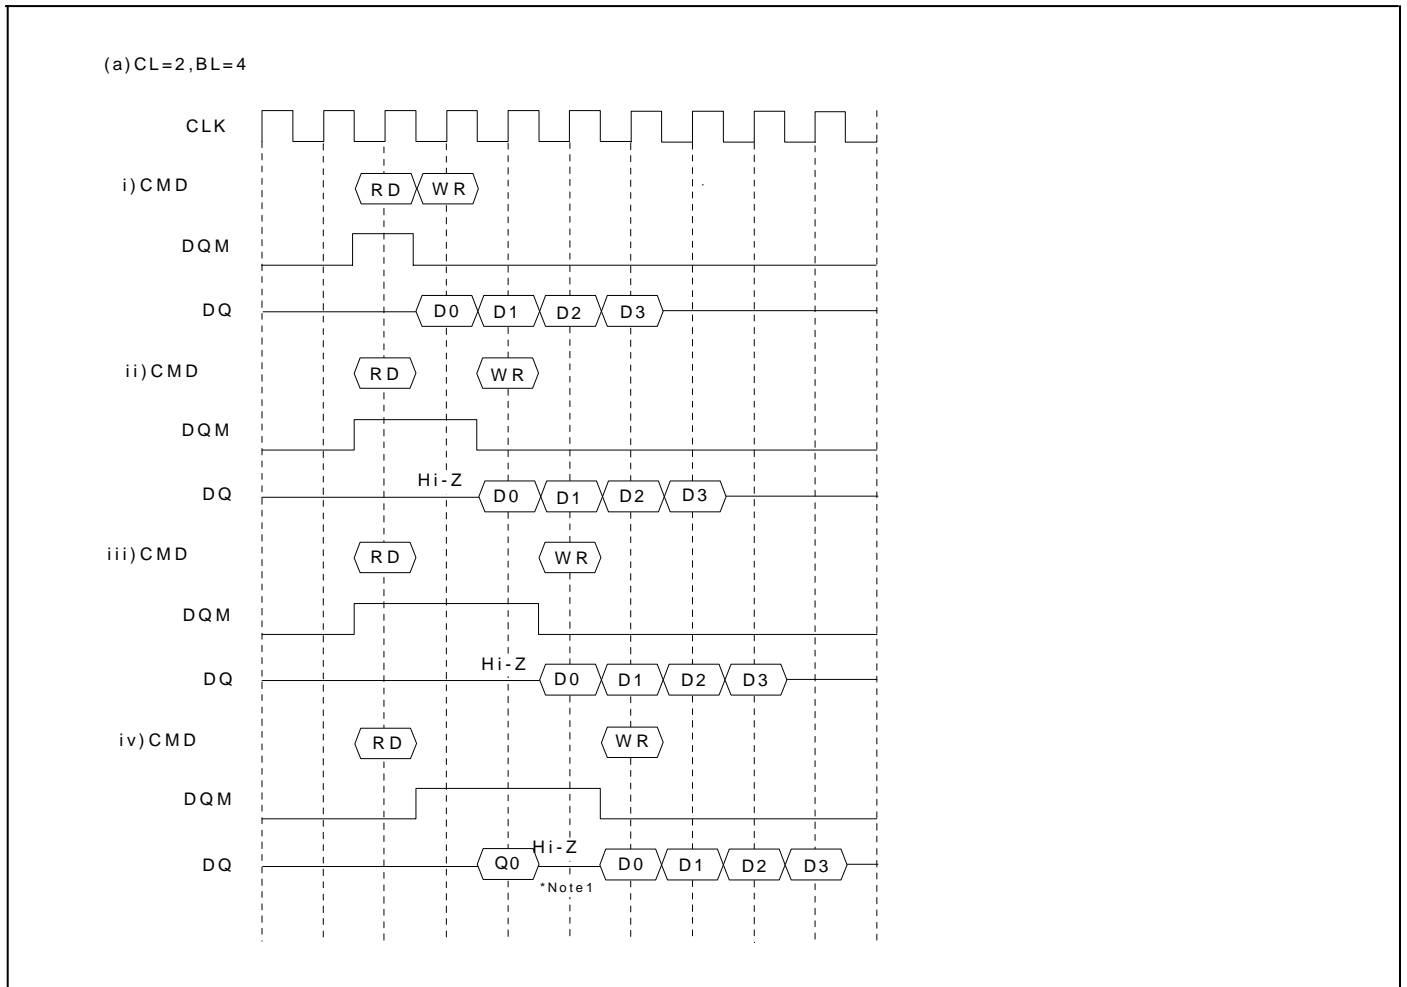 (a)CL=2,BL=4
CLK
i)CMD RD WR
DQM
DQ D0 D1 D2 D3
ii)CMD RD WR
DQM
Hi-Z
DQ D0 D1 D2 D3
iii)CMD RD WR
DQM
Hi-Z
DQ D0 D1 D2 D3
iv)CMD RD WR
DQM
Hi-Z
DQ Q0 D0 D1 D2 D3
*Note1